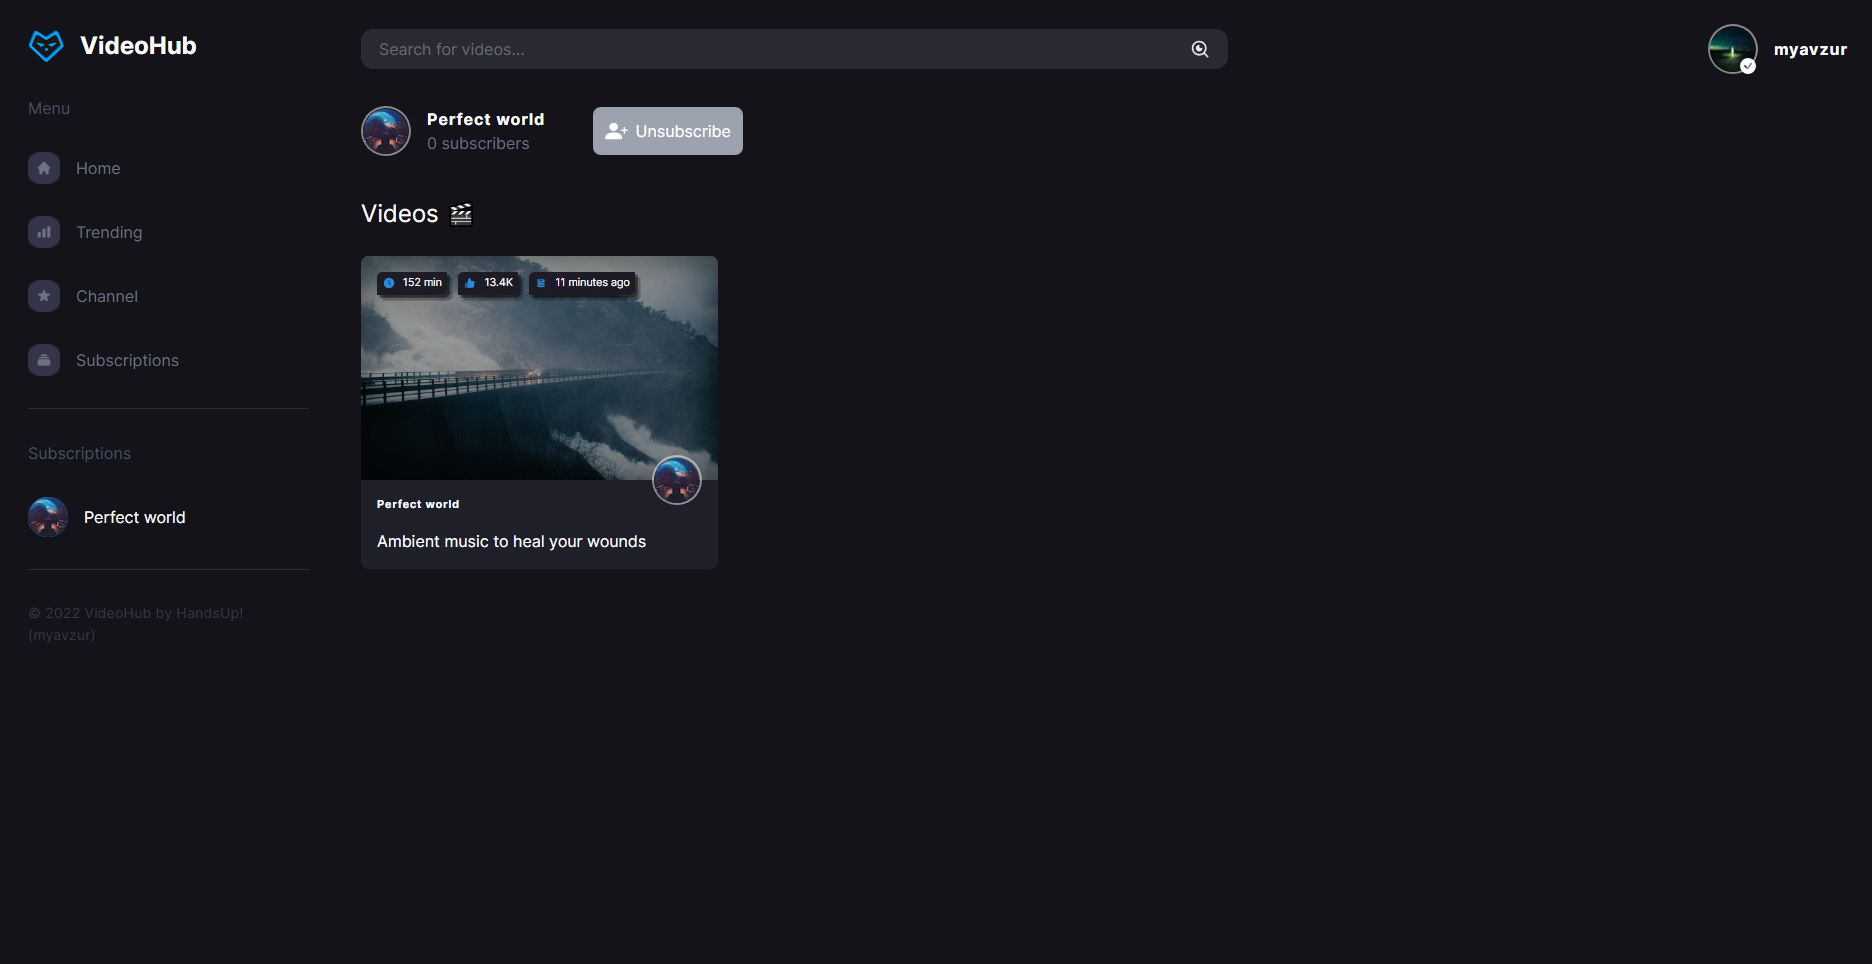 VideoHub
Search for videos...
myavzur
Menu
Home
Trending
Channel
Subscriptions
Subscriptions
Perfect world
© 2022 VideoHub by HandsUp!
(myavzur)
Perfect world
0 subscribers
Unsubscribe
Videos 🎬
152 min
13.4K
11 minutes ago
Perfect world
Ambient music to heal your wounds